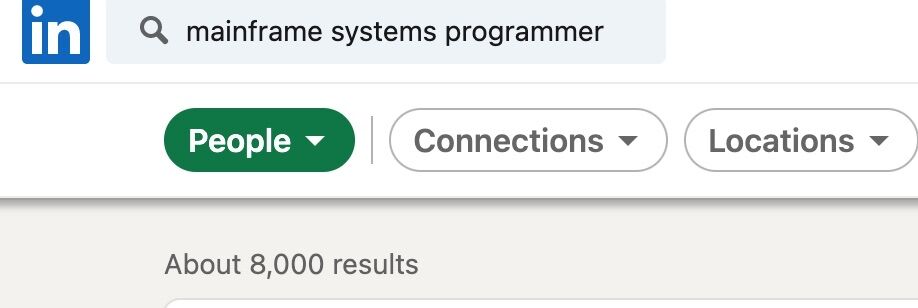 in
mainframe systems programmer
People
Connections
Locations
About 8,000 results